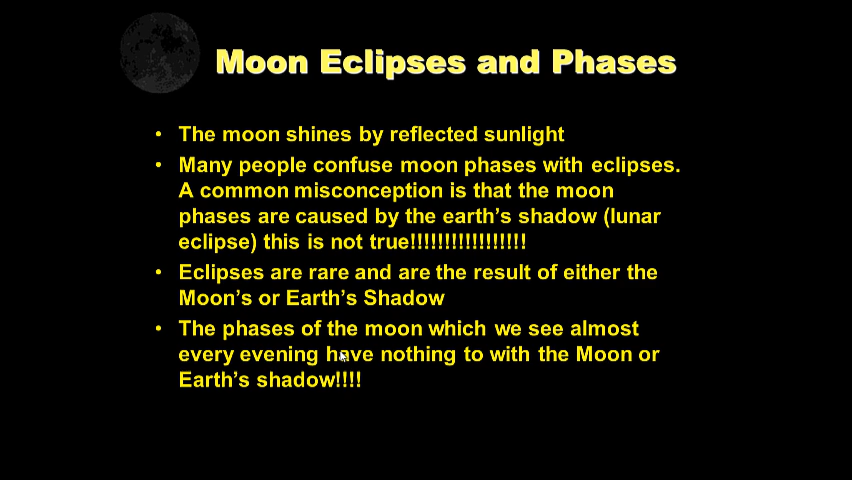 Moon Eclipses and Phases
• The moon shines by reflected sunlight
• Many people confuse moon phases with eclipses.
A common misconception is that the moon
phases are caused by the earth's shadow (lunar
eclipse) this is not true!!!!!!!!!!!!!!!!!
• Eclipses are rare and are the result of either the
Moon's or Earth's Shadow
• The phases of the moon which we see almost
every evening have nothing to with the Moon or
Earth's shadow!!!!